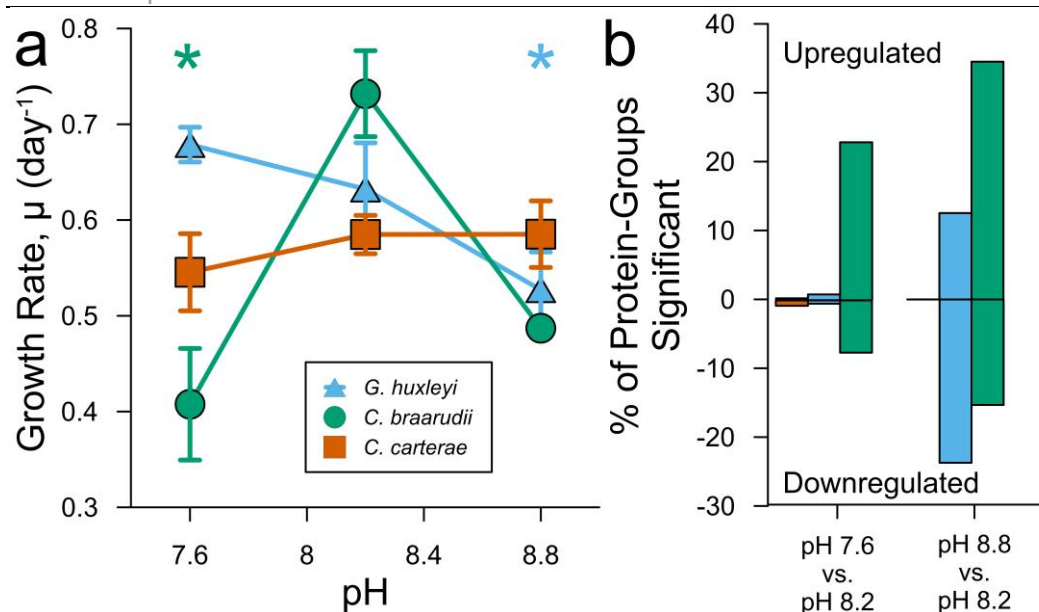 a
*
*
Growth Rate, µ (day⁻¹)
0.8
0.7
0.6
0.5
0.4
0.3
G. huxleyi
C. braarudii
C. carterae
7.6
8
8.4
8.8
pH
b
% of Protein-Groups
Significant
40
30
20
10
0
-10
-20
-30
Upregulated
Downregulated
pH 7.6
vs.
pH 8.2
pH 8.8
vs.
pH 8.2